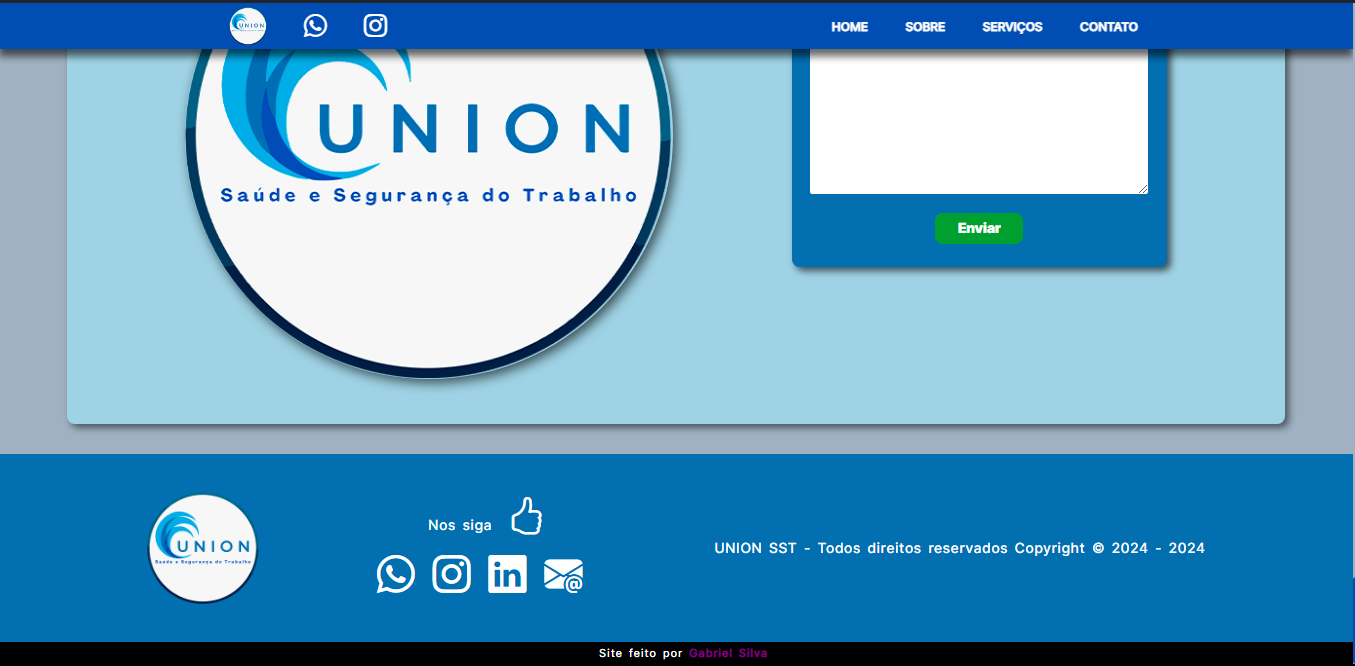 UNION
HOME SOBRE SERVIÇOS CONTATO
UNION
Saúde e Segurança do Trabalho
Enviar
UNION
Saúde e Segurança do Trabalho
Nos siga
UNION SST - Todos direitos reservados Copyright © 2024 - 2024
Site feito por Gabriel Silva